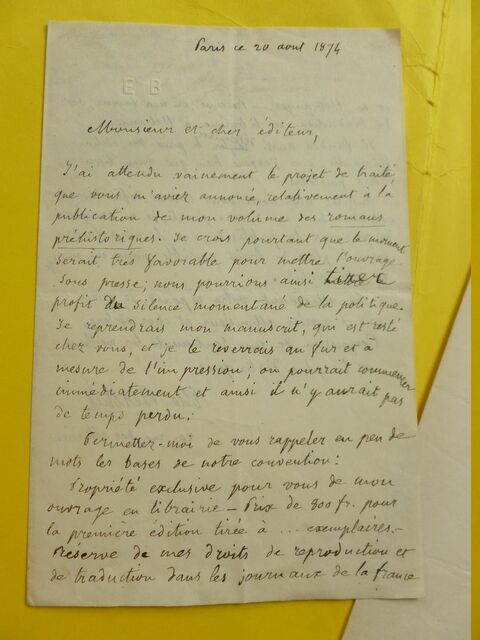 Paris ce 20 aout 1874
E B
Monsieur et cher éditeur,
J'ai attendu vainement le projet de traité,
que vous m'aviez annoncé, relativement à la
publication de mon volume des romans
préhistoriques. Je crois pourtant que le moment
serait très favorable pour mettre l'ouvrage
sous presse; nous pourrions ainsi tirer
profit du silence momentané de la politique.
Je reprendrais mon manuscrit, qui est resté
chez vous, et je le reverrais au fur et à
mesure de l'impression; on pourrait commencer
immédiatement et ainsi il n'y aurait pas
de temps perdu.
Permettez-moi de vous rappeler en peu de
mots les bases de notre convention:
Propriété exclusive pour vous de mon
ouvrage en librairie – Prix de 300 fr. pour
la première édition tirée à ... exemplaires.–
Réserve de mes droits de reproduction et
de traduction dans les journaux de la france